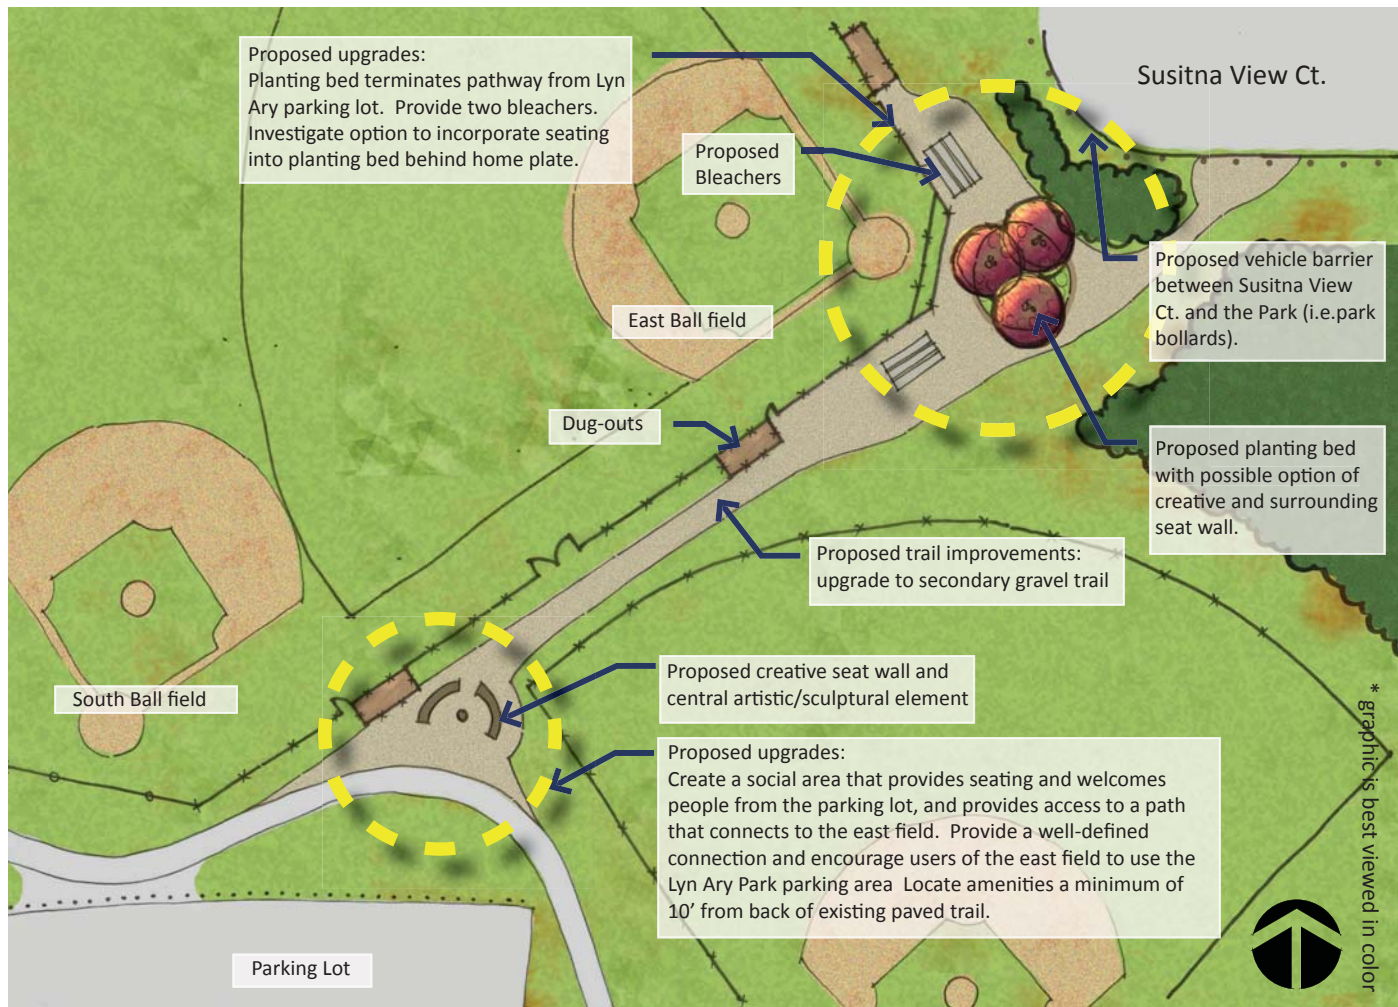 Proposed upgrades:
Planting bed terminates pathway from Lyn
Ary parking lot.  Provide two bleachers.
Investigate option to incorporate seating
into planting bed behind home plate.
Susitna View Ct.
Proposed
Bleachers
Proposed vehicle barrier
between Susitna View
Ct. and the Park (i.e.park
bollards).
East Ball field
Dug-outs
Proposed planting bed
with possible option of
creative and surrounding
seat wall.
Proposed trail improvements:
upgrade to secondary gravel trail
South Ball field
Proposed creative seat wall and
central artistic/sculptural element
Proposed upgrades:
Create a social area that provides seating and welcomes
people from the parking lot, and provides access to a path
that connects to the east field.  Provide a well-defined
connection and encourage users of the east field to use the
Lyn Ary Park parking area  Locate amenities a minimum of
10’ from back of existing paved trail.
Parking Lot
* graphic is best viewed in color